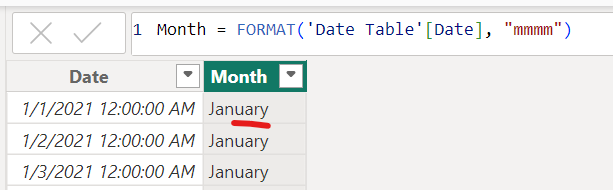 1 Month = FORMAT('Date Table'[Date], "mmmm")
Date Month
1/1/2021 12:00:00 AM January
1/2/2021 12:00:00 AM January
1/3/2021 12:00:00 AM January